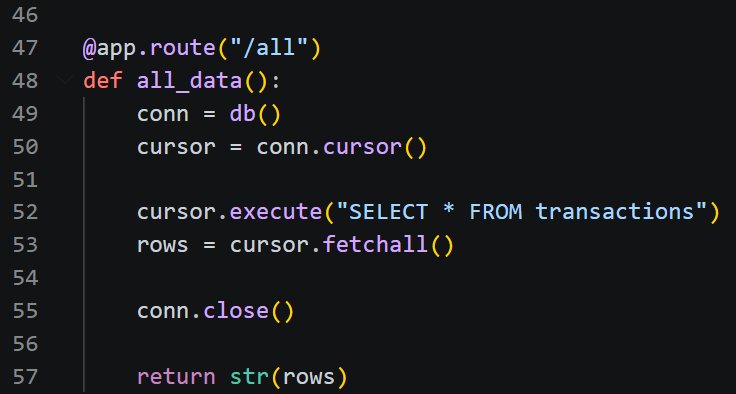 46
47 @app.route("/all")
48 def all_data():
49     conn = db()
50     cursor = conn.cursor()
51
52     cursor.execute("SELECT * FROM transactions")
53     rows = cursor.fetchall()
54
55     conn.close()
56
57     return str(rows)